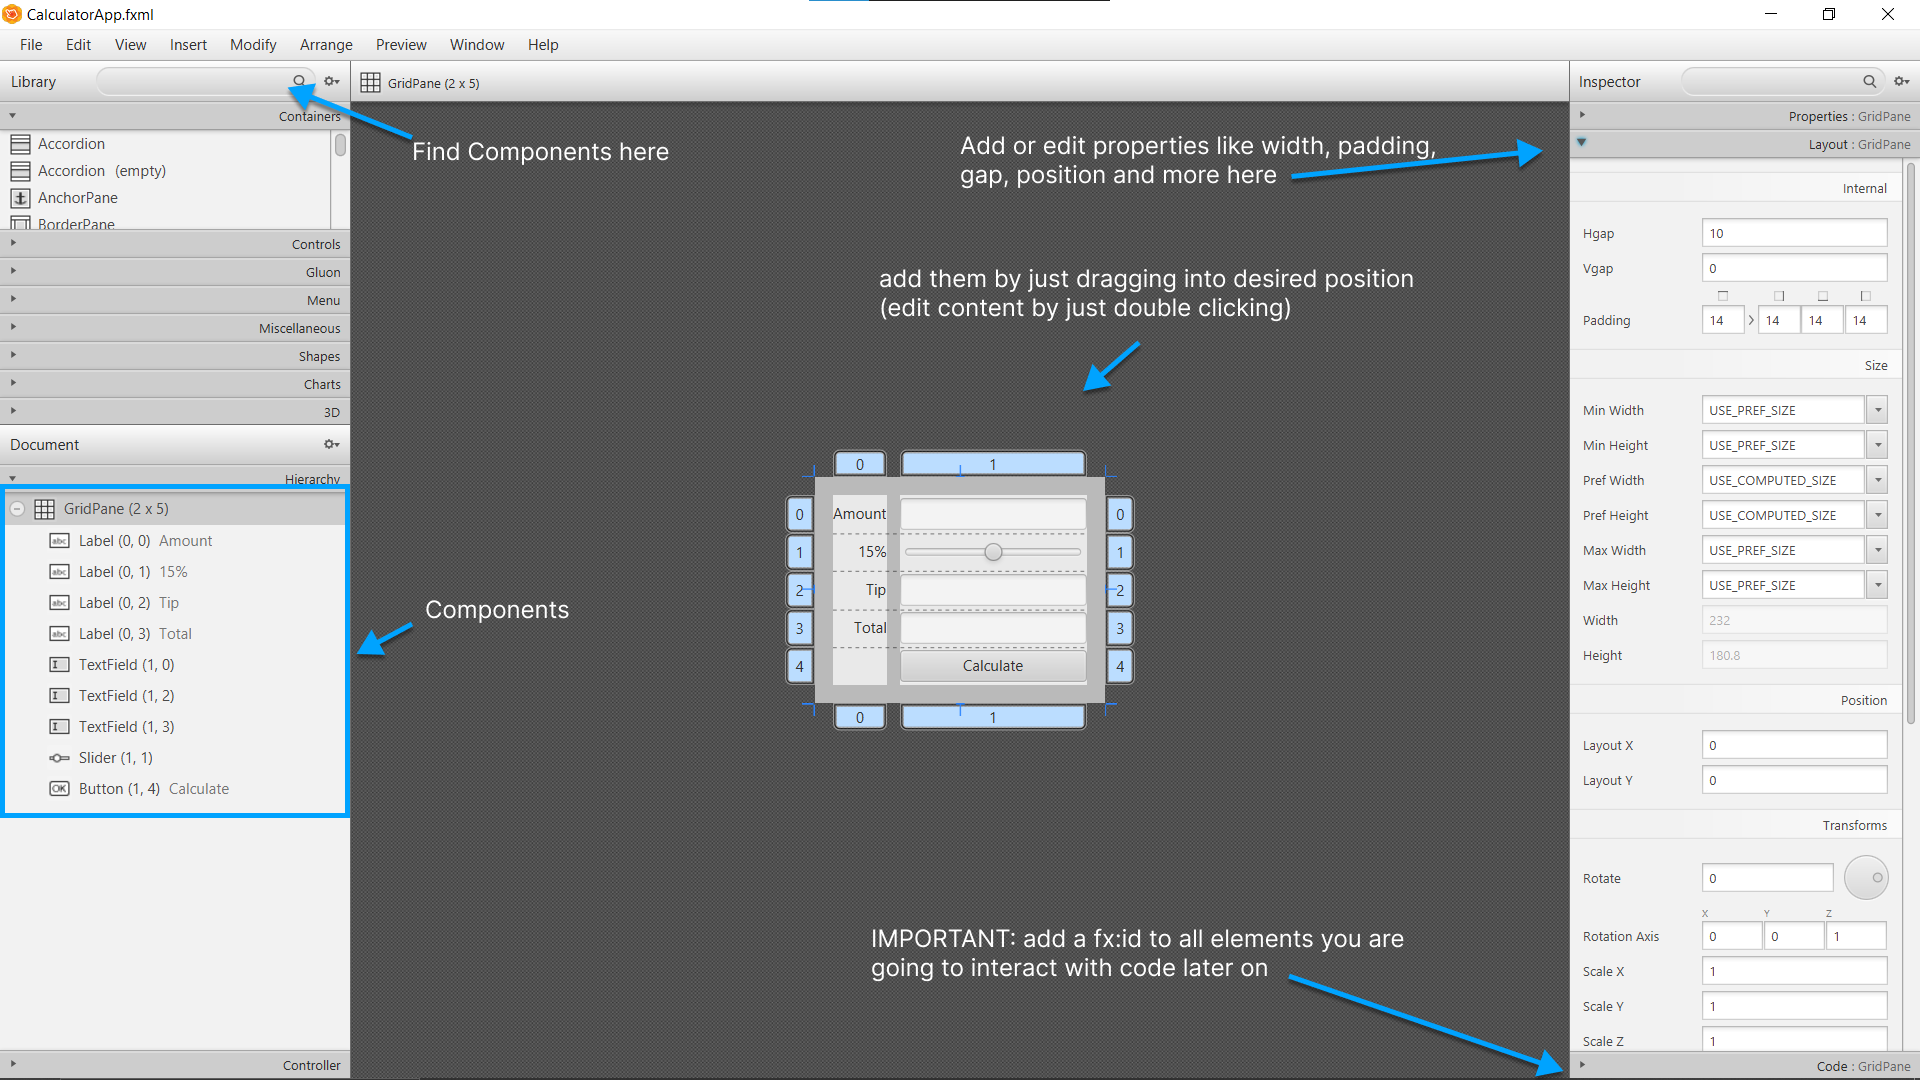 CalculatorApp.fxml
File Edit View Insert Modify Arrange Preview Window Help
Library
Containers
Accordion
Accordion (empty)
AnchorPane
BorderPane
Controls
Gluon
Menu
Miscellaneous
Shapes
Charts
3D
Document
Hierarchy
GridPane (2 x 5)
abc Label (0, 0) Amount
abc Label (0, 1) 15%
abc Label (0, 2) Tip
abc Label (0, 3) Total
TextField (1, 0)
TextField (1, 2)
TextField (1, 3)
Slider (1, 1)
OK Button (1, 4) Calculate
Controller
GridPane (2 x 5)
Find Components here
Add or edit properties like width, padding,
gap, position and more here
add them by just dragging into desired position
(edit content by just double clicking)
Components
0 1
0 Amount 0
1 15% 1
2 Tip 2
3 Total 3
4 Calculate 4
0 1
IMPORTANT: add a fx:id to all elements you are
going to interact with code later on
Inspector
Properties : GridPane
Layout : GridPane
Internal
Hgap 10
Vgap 0
Padding 14 14 14 14
Size
Min Width USE_PREF_SIZE
Min Height USE_PREF_SIZE
Pref Width USE_COMPUTED_SIZE
Pref Height USE_COMPUTED_SIZE
Max Width USE_PREF_SIZE
Max Height USE_PREF_SIZE
Width 232
Height 180.8
Position
Layout X 0
Layout Y 0
Transforms
Rotate 0
X Y Z
Rotation Axis 0 0 1
Scale X 1
Scale Y 1
Scale Z 1
Code : GridPane